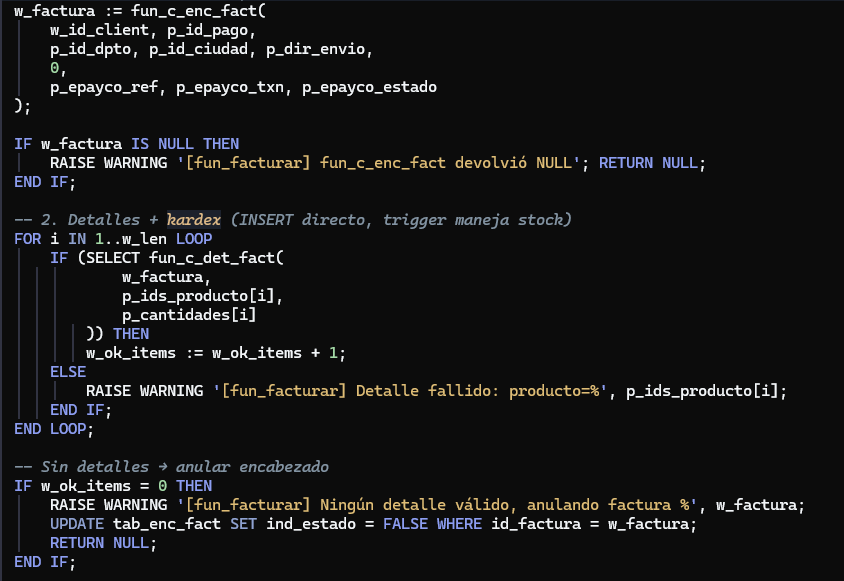 w_factura := fun_c_enc_fact(
w_id_client, p_id_pago,
p_id_dpto, p_id_ciudad, p_dir_envio,
0,
p_epayco_ref, p_epayco_txn, p_epayco_estado
);
IF w_factura IS NULL THEN
RAISE WARNING '[fun_facturar] fun_c_enc_fact devolvió NULL'; RETURN NULL;
END IF;
-- 2. Detalles + kardex (INSERT directo, trigger maneja stock)
FOR i IN 1..w_len LOOP
IF (SELECT fun_c_det_fact(
w_factura,
p_ids_producto[i],
p_cantidades[i]
)) THEN
w_ok_items := w_ok_items + 1;
ELSE
RAISE WARNING '[fun_facturar] Detalle fallido: producto=%', p_ids_producto[i];
END IF;
END LOOP;
-- Sin detalles → anular encabezado
IF w_ok_items = 0 THEN
RAISE WARNING '[fun_facturar] Ningún detalle válido, anulando factura %', w_factura;
UPDATE tab_enc_fact SET ind_estado = FALSE WHERE id_factura = w_factura;
RETURN NULL;
END IF;